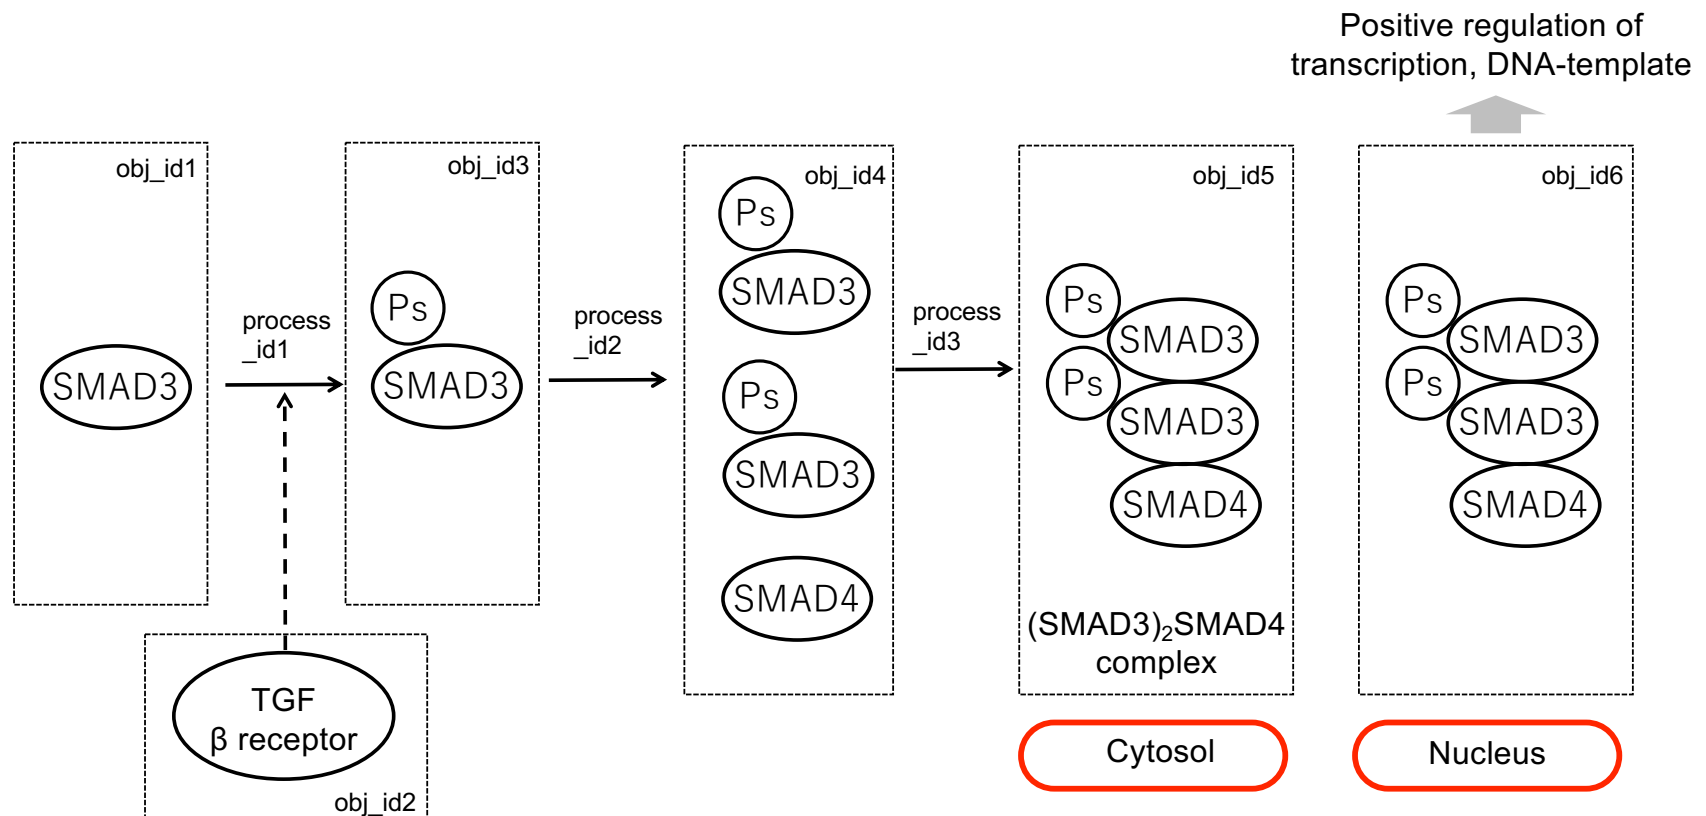 Positive regulation of
transcription, DNA-template
obj_id1
SMAD3
process
_id1
obj_id3
Ps
SMAD3
process
_id2
obj_id4
Ps
SMAD3
Ps
SMAD3
SMAD4
process
_id3
obj_id5
Ps
SMAD3
Ps
SMAD3
SMAD4
(SMAD3)₂SMAD4
complex
obj_id6
Ps
SMAD3
Ps
SMAD3
SMAD4
TGF
β receptor
obj_id2
Cytosol
Nucleus